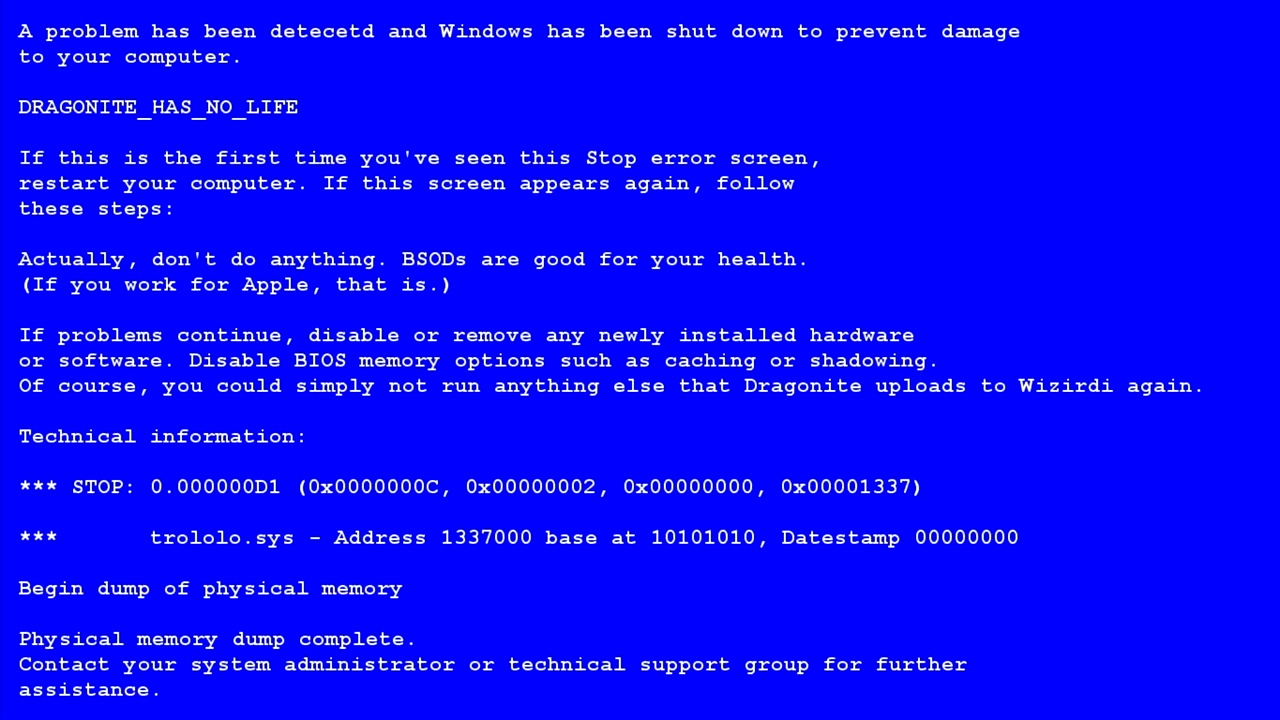 A problem has been detecetd and Windows has been shut down to prevent damage
to your computer.
DRAGONITE_HAS_NO_LIFE
If this is the first time you've seen this Stop error screen,
restart your computer. If this screen appears again, follow
these steps:
Actually, don't do anything. BSODs are good for your health.
(If you work for Apple, that is.)
If problems continue, disable or remove any newly installed hardware
or software. Disable BIOS memory options such as caching or shadowing.
Of course, you could simply not run anything else that Dragonite uploads to Wizirdi again.
Technical information:
*** STOP: 0.000000D1 (0x0000000C, 0x00000002, 0x00000000, 0x00001337)
***       trololo.sys – Address 1337000 base at 10101010, Datestamp 00000000
Begin dump of physical memory
Physical memory dump complete.
Contact your system administrator or technical support group for further
assistance.